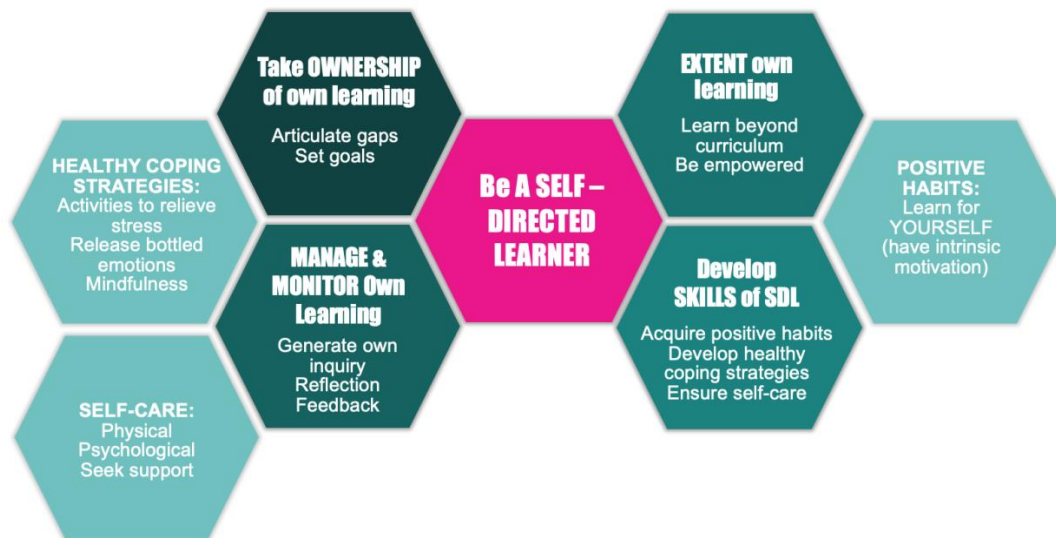 Take OWNERSHIP
of own learning
Articulate gaps
Set goals
EXTENT own
learning
Learn beyond
curriculum
Be empowered
HEALTHY COPING
STRATEGIES:
Activities to relieve
stress
Release bottled
emotions
Mindfulness
Be A SELF –
DIRECTED
LEARNER
POSITIVE
HABITS:
Learn for
YOURSELF
(have intrinsic
motivation)
MANAGE &
MONITOR Own
Learning
Generate own
inquiry
Reflection
Feedback
Develop
SKILLS of SDL
Acquire positive habits
Develop healthy
coping strategies
Ensure self-care
SELF-CARE:
Physical
Psychological
Seek support